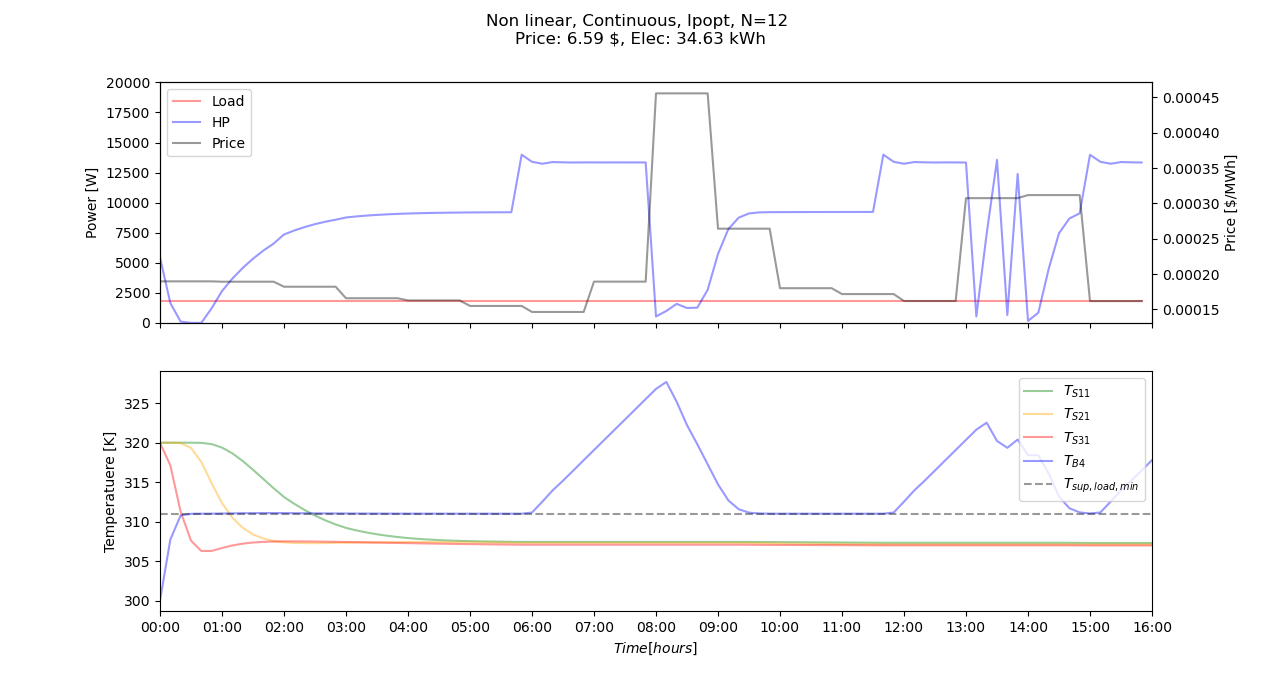 Non linear, Continuous, Ipopt, N=12
Price: 6.59 $, Elec: 34.63 kWh
20000
17500
15000
12500
10000
7500
5000
2500
0
Power [W]
Load
HP
Price
0.00045
0.00040
0.00035
0.00030
0.00025
0.00020
0.00015
Price [$/MWh]
325
320
315
310
305
300
Temperatuere [K]
T_{S11}
T_{S21}
T_{S31}
T_{B4}
T_{sup,load,min}
00:00 01:00 02:00 03:00 04:00 05:00 06:00 07:00 08:00 09:00 10:00 11:00 12:00 13:00 14:00 15:00 16:00
Time[hours]